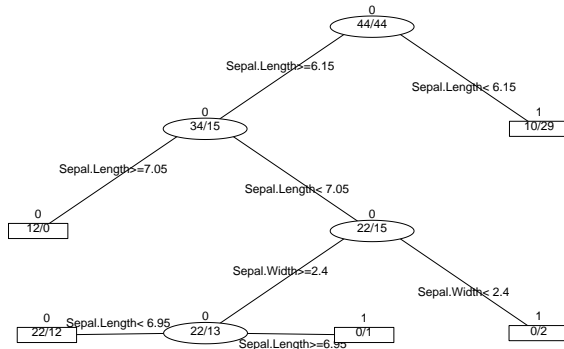 0
44/44
Sepal.Length>=6.15
Sepal.Length< 6.15
0
34/15
1
10/29
Sepal.Length>=7.05
Sepal.Length< 7.05
0
12/0
0
22/15
Sepal.Width>=2.4
Sepal.Width< 2.4
0
22/12
Sepal.Length< 6.95
0
22/13
Sepal.Length>=6.95
1
0/1
1
0/2